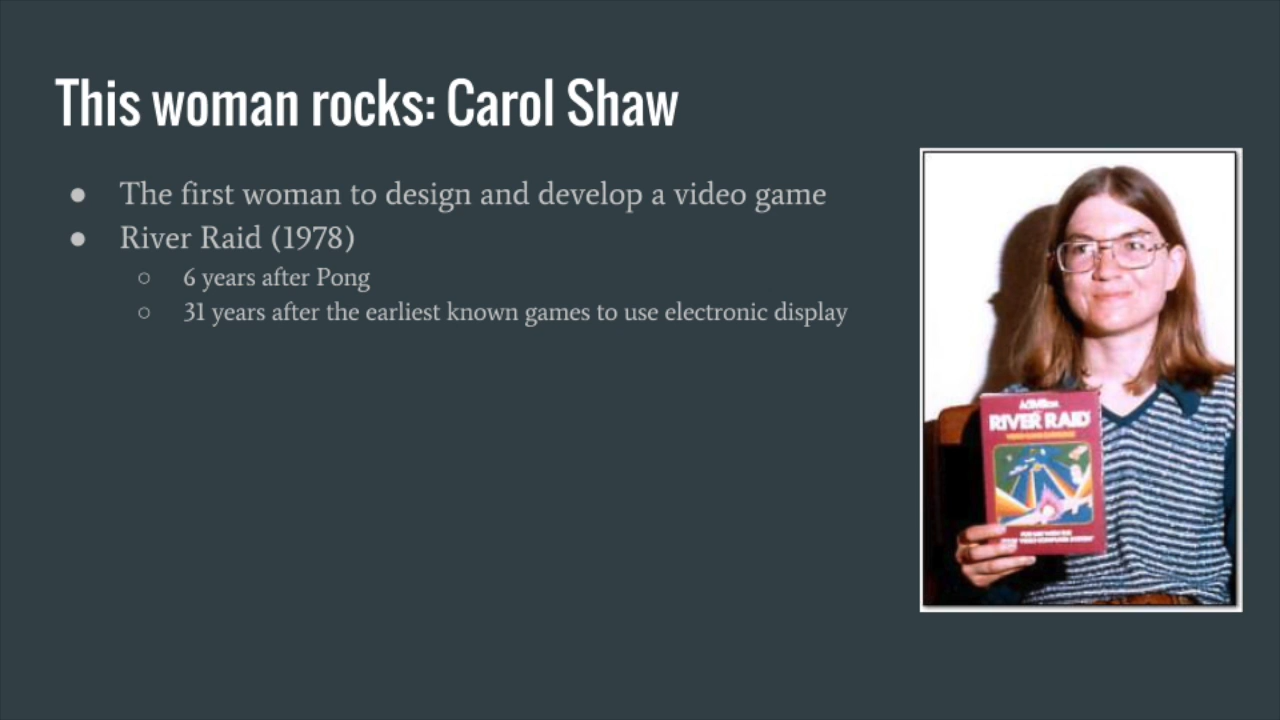 This woman rocks: Carol Shaw
● The first woman to design and develop a video game
● River Raid (1978)
○ 6 years after Pong
○ 31 years after the earliest known games to use electronic display
ACTIVISION
RIVER RAID